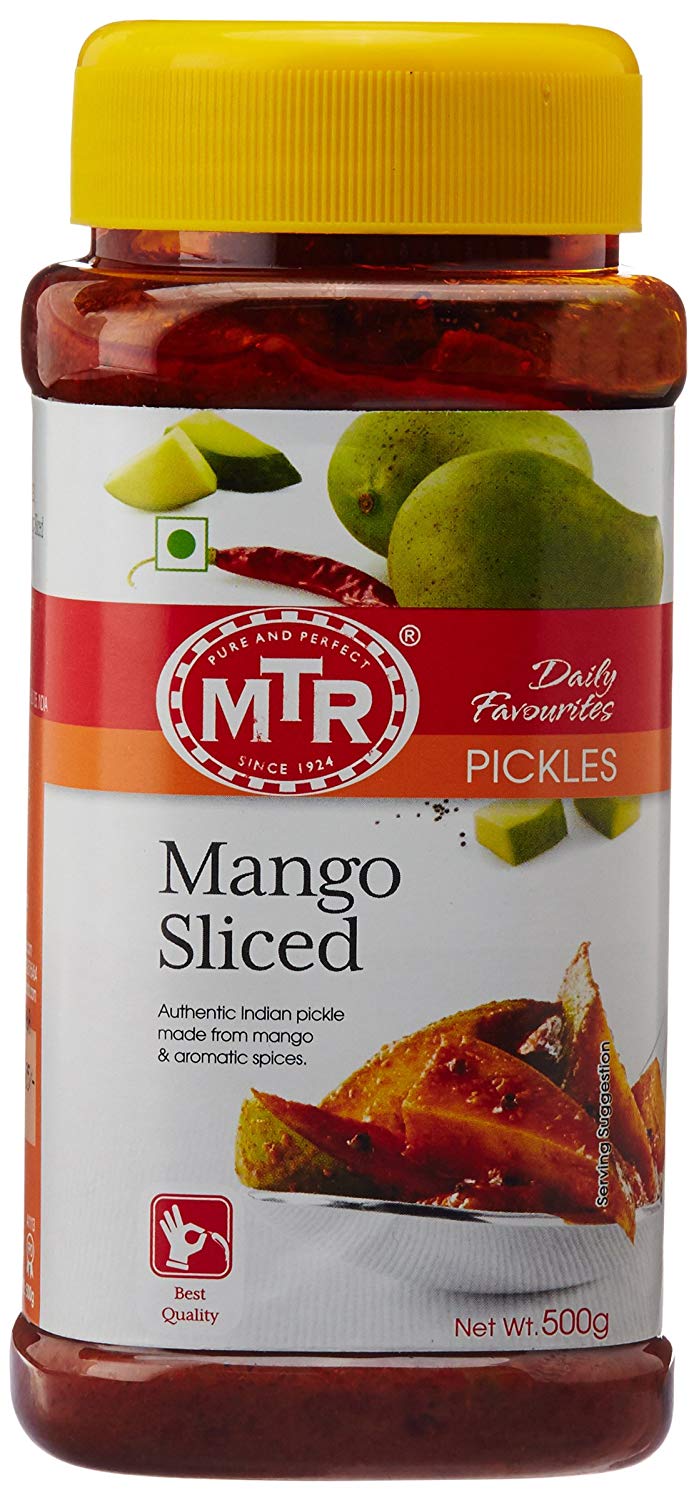 PURE AND PERFECT
MTR®
SINCE 1924
Daily
Favourites
PICKLES
Mango
Sliced
Authentic Indian pickle
made from mango
& aromatic spices.
Serving Suggestion
Best
Quality
Net Wt. 500g